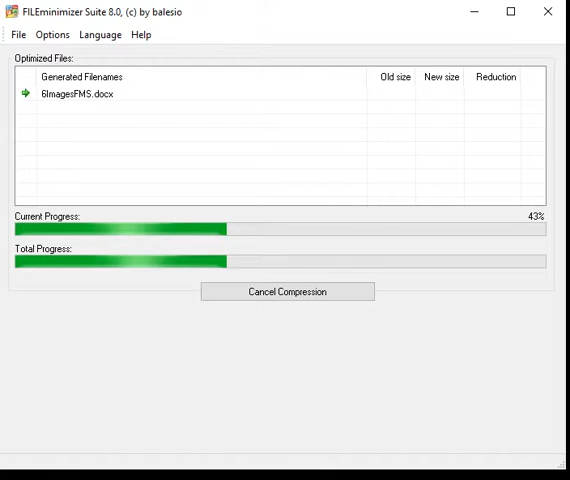 FILEminimizer Suite 8.0, (c) by balesio
File Options Language Help
Optimized Files:
Generated Filenames Old size New size Reduction
6ImagesFMS.docx
Current Progress: 43%
Total Progress:
Cancel Compression